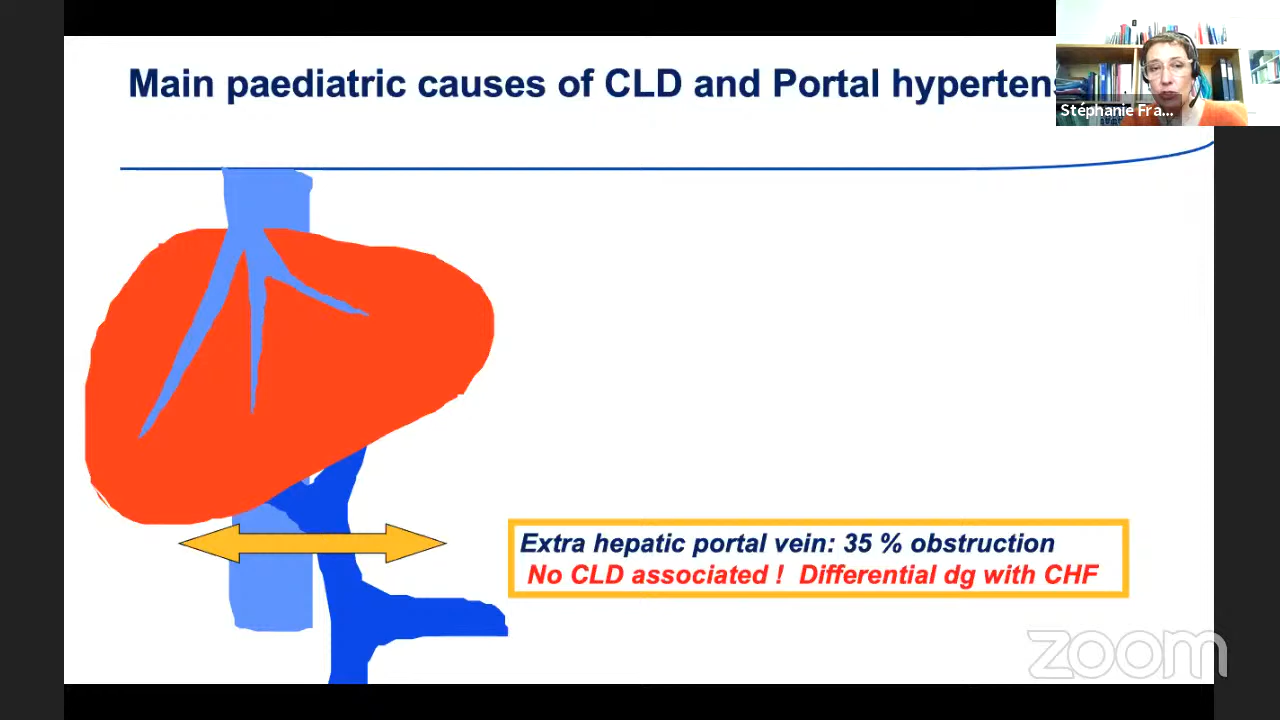 Main paediatric causes of CLD and Portal hyperten
Stéphanie Fra...
Extra hepatic portal vein: 35 % obstruction
No CLD associated ! Differential dg with CHF
zoom